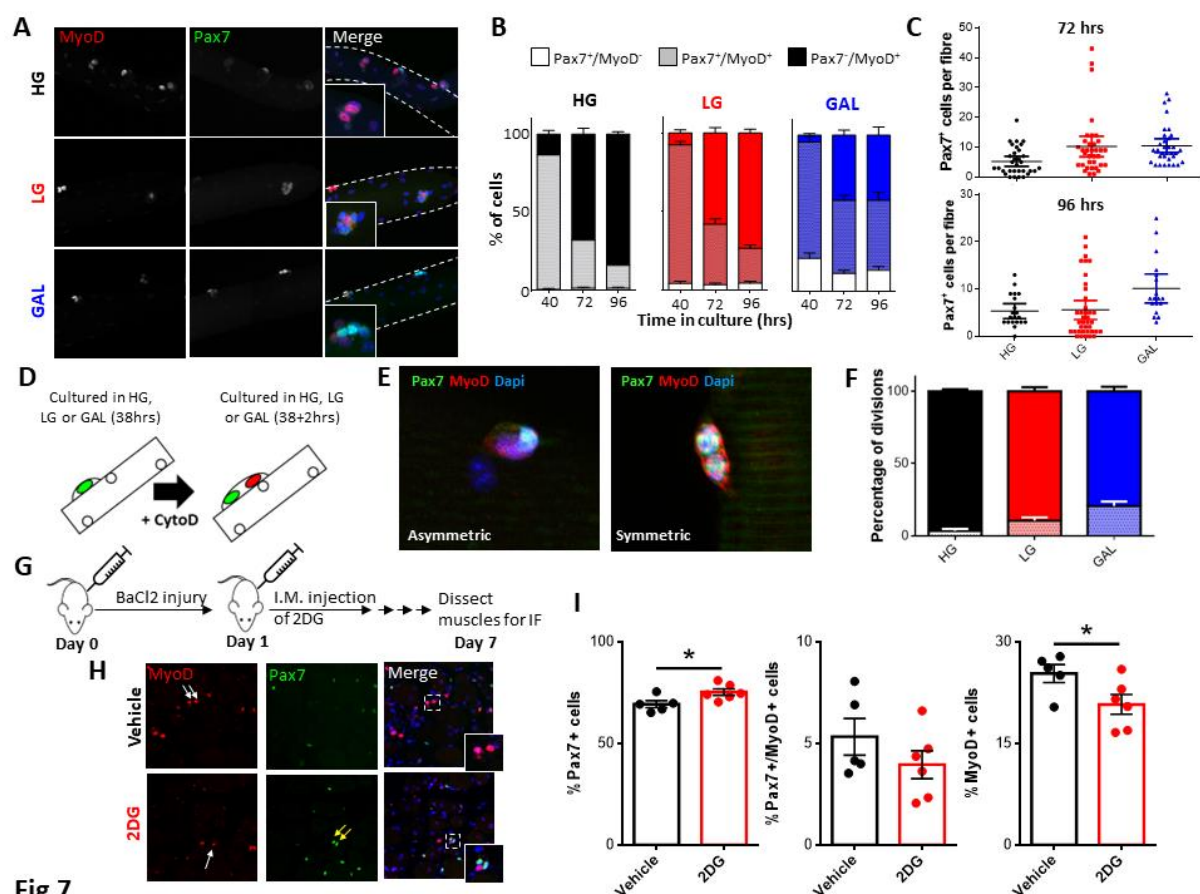 A
MyoD
Pax7
Merge
HG
LG
GAL
B
Pax7⁺/MyoD⁻
Pax7⁺/MyoD⁺
Pax7⁻/MyoD⁺
HG
LG
GAL
% of cells
100
50
0
40 72 96
40 72 96
40 72 96
Time in culture (hrs)
C
72 hrs
Pax7⁺ cells per fibre
50
40
30
20
10
0
96 hrs
Pax7⁺ cells per fibre
30
20
10
0
HG
LG
GAL
D
Cultured in HG,
LG or GAL (38hrs)
Cultured in HG, LG
or GAL (38+2hrs)
+ CytoD
E
Pax7 MyoD Dapi
Asymmetric
Pax7 MyoD Dapi
Symmetric
F
Percentage of divisions
100
50
0
HG
LG
GAL
G
BaCl2 injury
I.M. injection
of 2DG
Dissect
muscles for IF
Day 0
Day 1
Day 7
H
MyoD
Pax7
Merge
Vehicle
2DG
I
% Pax7 + cells
100
50
0
*
Vehicle
2DG
% Pax7+/MyoD+ cells
10
5
0
Vehicle
2DG
% MyoD+ cells
30
15
0
*
Vehicle
2DG
Fig 7